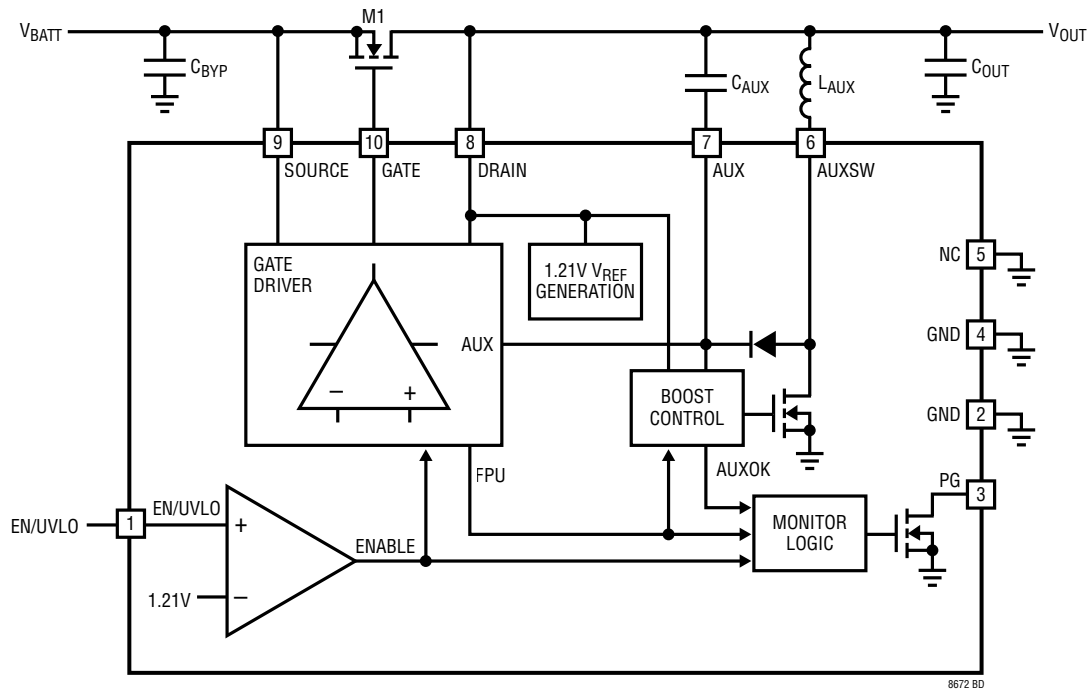 M1
VBATT
VOUT
CBYP
CAUX
LAUX
COUT
9
10
8
7
6
SOURCE
GATE
DRAIN
AUX
AUXSW
GATE
DRIVER
1.21V VREF
GENERATION
NC
5
AUX
GND
4
− +
BOOST
CONTROL
GND
2
FPU
AUXOK
PG
3
EN/UVLO
1
EN/UVLO
+
ENABLE
MONITOR
LOGIC
1.21V
−
8672 BD